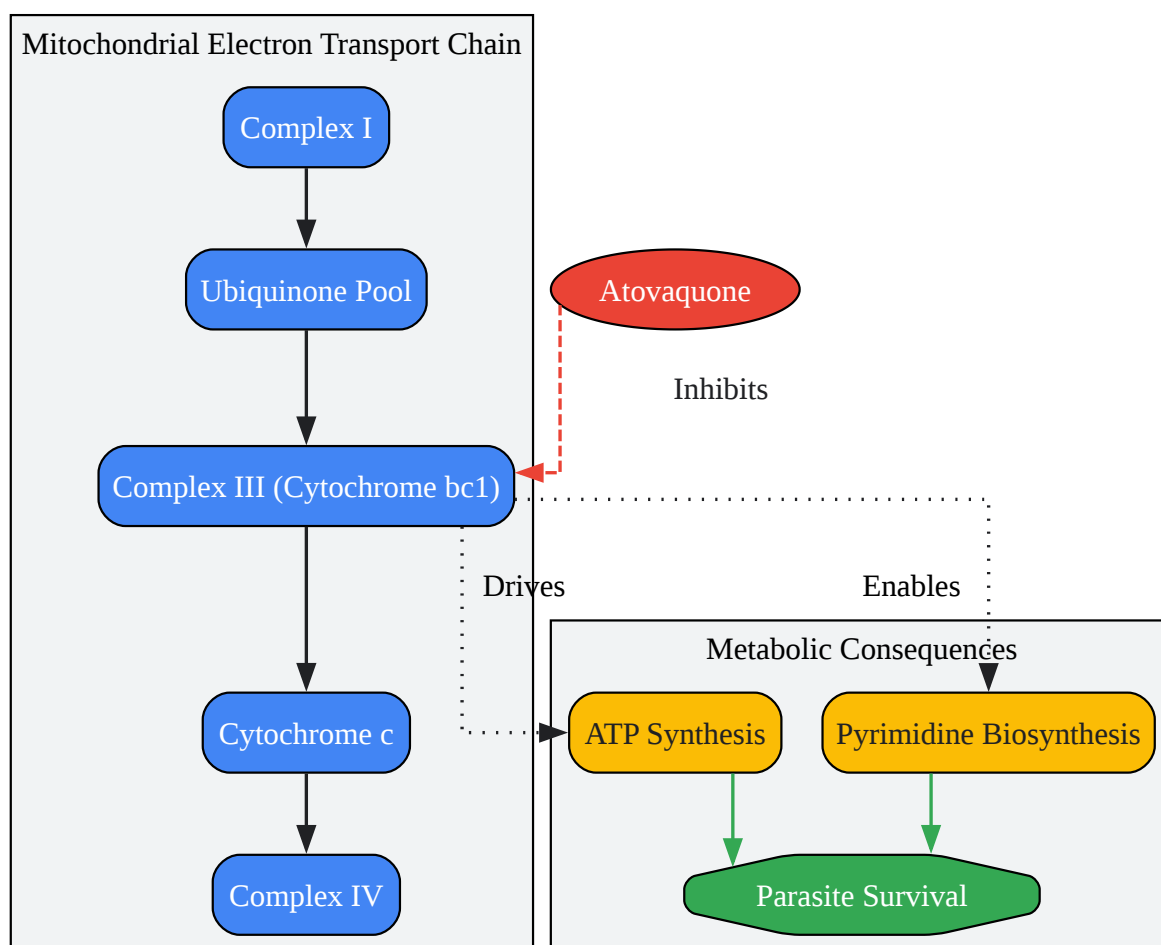 Mitochondrial Electron Transport Chain
Complex I
Ubiquinone Pool
Atovaquone
Inhibits
Complex III (Cytochrome bc1)
Drives
Enables
Metabolic Consequences
Cytochrome c
ATP Synthesis
Pyrimidine Biosynthesis
Complex IV
Parasite Survival